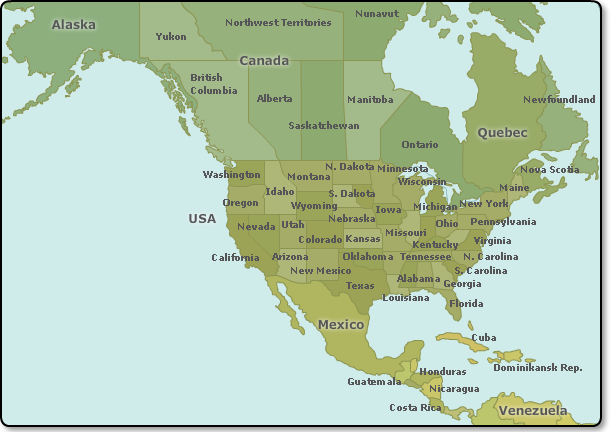 Nunavut
Alaska
Northwest Territories
Yukon
Canada
British
Columbia
Alberta
Manitoba
Newfoundland
Saskatchewan
Quebec
Ontario
N. Dakota
Minnesota
Nova Scotia
Washington
Montana
Wisconsin
Maine
Idaho
S. Dakota
Oregon
Wyoming
Iowa
Michigan
New York
USA
Nebraska
Ohio
Pennsylvania
Nevada
Utah
Missouri
Colorado
Kansas
Kentucky
Virginia
California
Arizona
Oklahoma
Tennessee
N. Carolina
New Mexico
S. Carolina
Texas
Alabama
Georgia
Louisiana
Florida
Mexico
Cuba
Dominikansk Rep.
Honduras
Guatemala
Nicaragua
Costa Rica
Venezuela